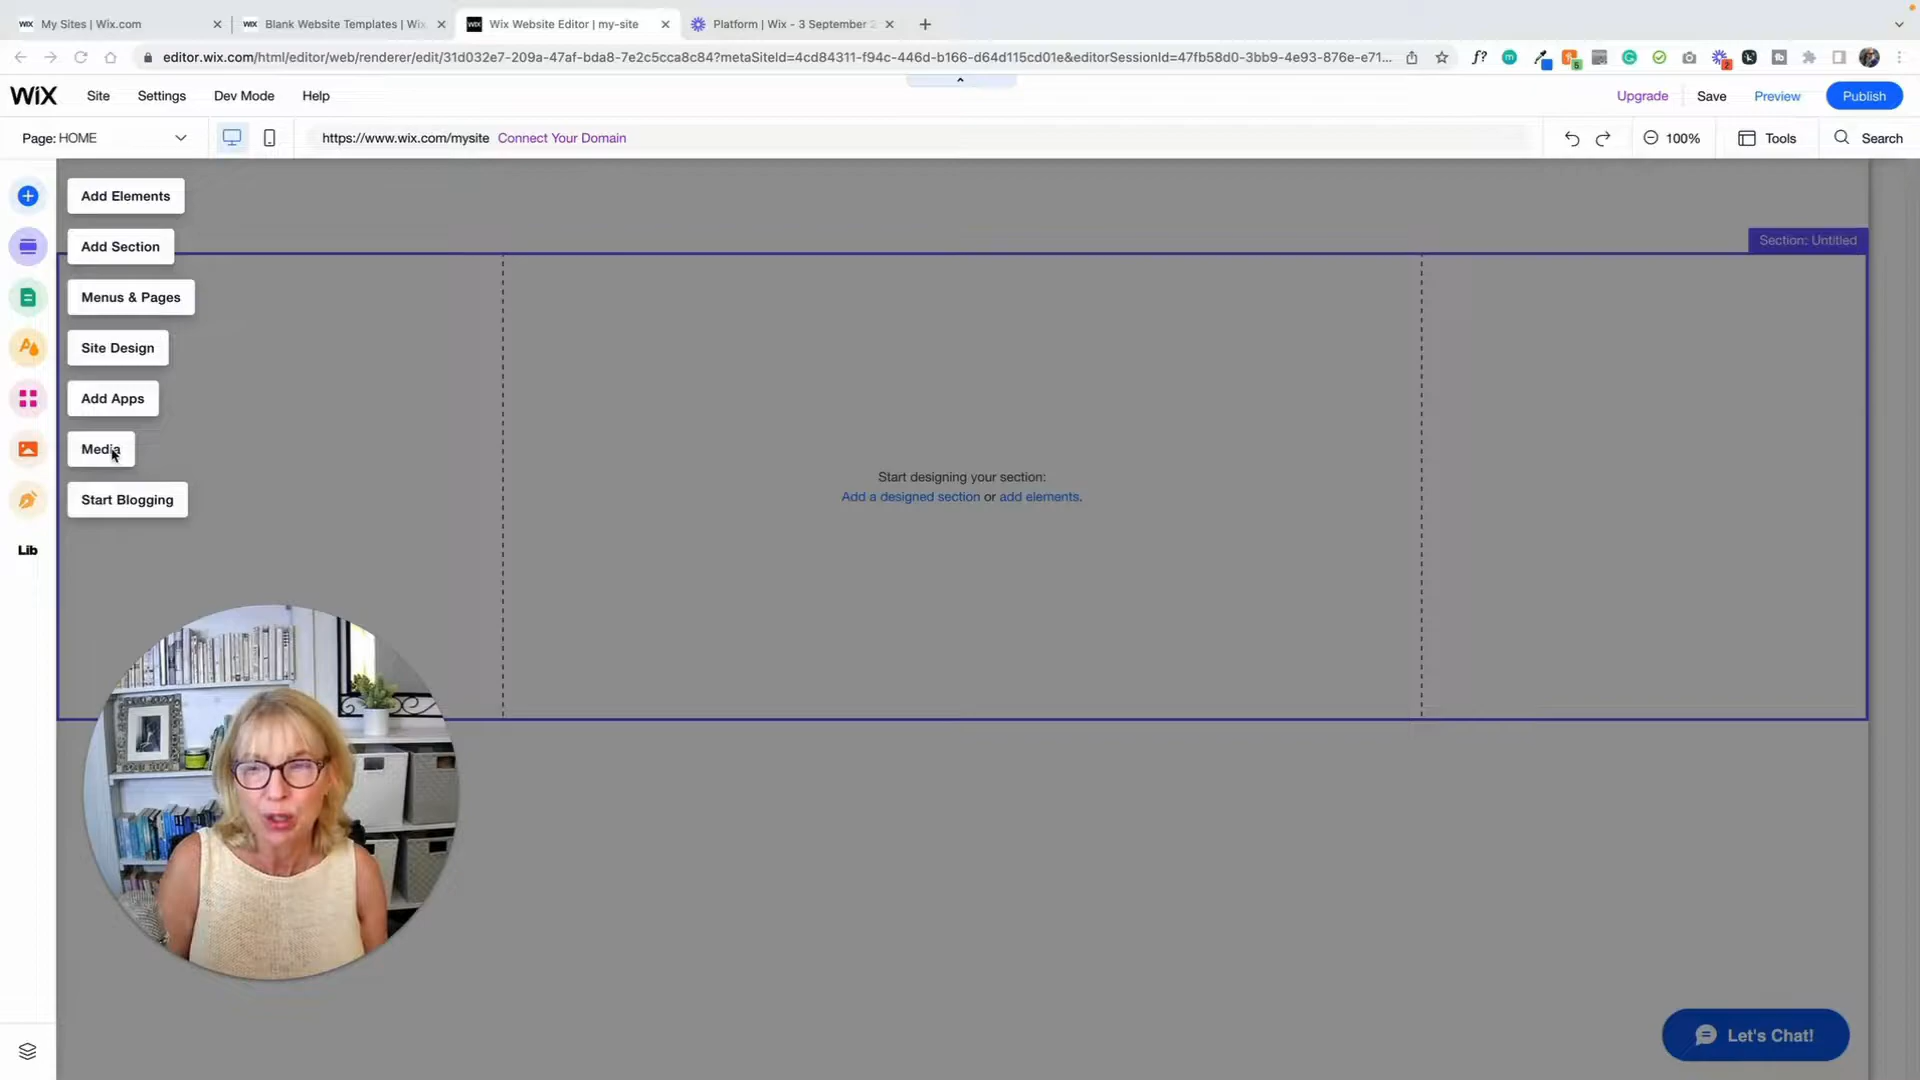 My Sites | Wix.com
Blank Website Templates | Wix
Wix Website Editor | my-site
Platform | Wix - 3 September 2
editor.wix.com/html/editor/web/renderer/edit/31d032e7-209a-47af-bda8-7e2c5cca8c84?metaSiteId=4cd84311-f94c-446d-b166-d64d115cd01e&editorSessionId=47fb58d0-3bb9-4e93-876e-e71...
WIX Site Settings Dev Mode Help Upgrade Save Preview Publish
Page: HOME https://www.wix.com/mysite Connect Your Domain 100% Tools Search
Add Elements
Section: Untitled
Add Section
Menus & Pages
Site Design
Add Apps
Media
Start designing your section:
Add a designed section or add elements.
Start Blogging
Lib
Let's Chat!